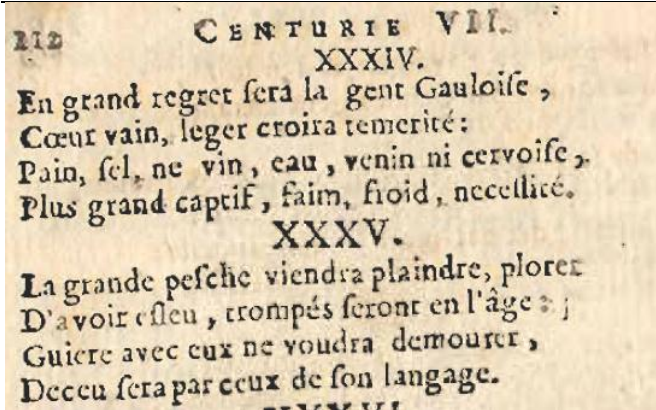 112 CENTURIE VII.
XXXIV.
En grand regret ſerà la gent Gauloiſe ,
Cœur vain, leger croira temerité:
Pain, ſel, ne vin, eau, venin ni cervoiſe,
Plus grand captif, faim, froid, neceſſité.
XXXV.
La grande peſche viendra plaindre, plorer
D'avoir eſleu, trompés ſeront en l'âge :
Guiere avec eux ne voudra demourer ,
Deceu ſera par ceux de ſon langage.